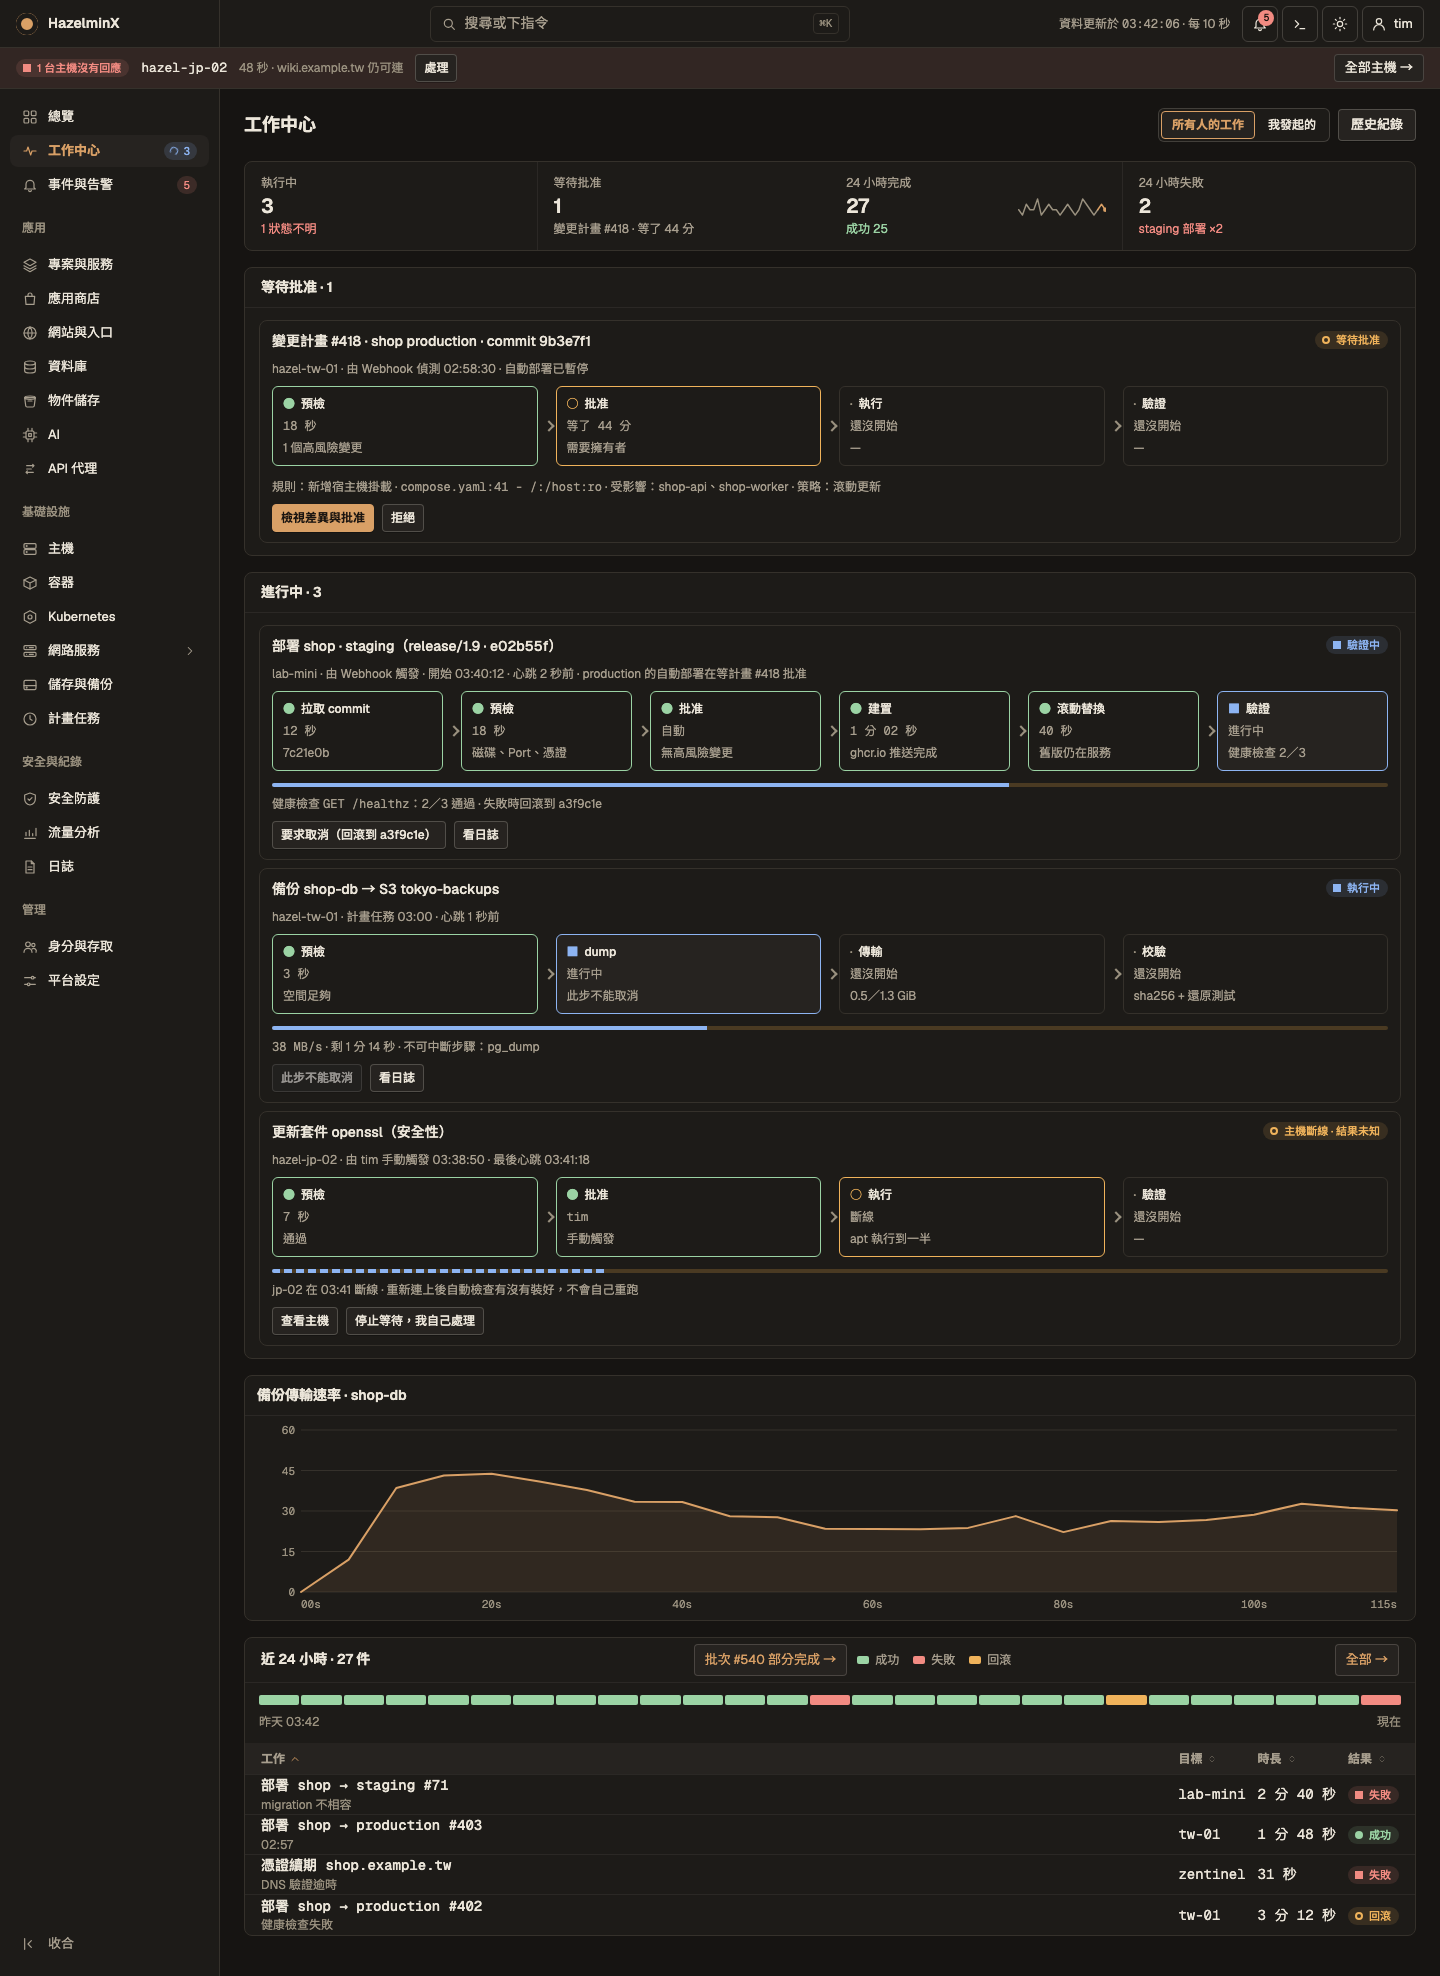 HazelminX
搜尋或下指令
⌘K
資料更新於 03:42:06 · 每 10 秒
5
tim
1 台主機沒有回應
hazel-jp-02
48 秒 · wiki.example.tw 仍可連
處理
全部主機 →
總覽
工作中心
3
事件與告警
5
應用
專案與服務
應用商店
網站與入口
資料庫
物件儲存
AI
API 代理
基礎設施
主機
容器
Kubernetes
網路服務
儲存與備份
計畫任務
安全與紀錄
安全防護
流量分析
日誌
管理
身分與存取
平台設定
收合
工作中心
所有人的工作
我發起的
歷史紀錄
執行中
3
1 狀態不明
等待批准
1
變更計畫 #418 · 等了 44 分
24 小時完成
27
成功 25
24 小時失敗
2
staging 部署 ×2
等待批准 · 1
變更計畫 #418 · shop production · commit 9b3e7f1
等待批准
hazel-tw-01 · 由 Webhook 偵測 02:58:30 · 自動部署已暫停
預檢
18 秒
1 個高風險變更
批准
等了 44 分
需要擁有者
· 執行
還沒開始
—
· 驗證
還沒開始
—
規則：新增宿主機掛載 · compose.yaml:41 - /:/host:ro · 受影響：shop-api、shop-worker · 策略：滾動更新
檢視差異與批准
拒絕
進行中 · 3
部署 shop · staging（release/1.9 · e02b55f）
驗證中
lab-mini · 由 Webhook 觸發 · 開始 03:40:12 · 心跳 2 秒前 · production 的自動部署在等計畫 #418 批准
拉取 commit
12 秒
7c21e0b
預檢
18 秒
磁碟、Port、憑證
批准
自動
無高風險變更
建置
1 分 02 秒
ghcr.io 推送完成
滾動替換
40 秒
舊版仍在服務
驗證
進行中
健康檢查 2／3
健康檢查 GET /healthz：2／3 通過 · 失敗時回滾到 a3f9c1e
要求取消（回滾到 a3f9c1e）
看日誌
備份 shop-db → S3 tokyo-backups
執行中
hazel-tw-01 · 計畫任務 03:00 · 心跳 1 秒前
預檢
3 秒
空間足夠
dump
進行中
此步不能取消
· 傳輸
還沒開始
0.5／1.3 GiB
· 校驗
還沒開始
sha256 + 還原測試
38 MB/s · 剩 1 分 14 秒 · 不可中斷步驟：pg_dump
此步不能取消
看日誌
更新套件 openssl（安全性）
主機斷線 · 結果未知
hazel-jp-02 · 由 tim 手動觸發 03:38:50 · 最後心跳 03:41:18
預檢
7 秒
通過
批准
tim
手動觸發
執行
斷線
apt 執行到一半
· 驗證
還沒開始
—
jp-02 在 03:41 斷線 · 重新連上後自動檢查有沒有裝好，不會自己重跑
查看主機
停止等待，我自己處理
備份傳輸速率 · shop-db
60
45
30
15
0
00s
20s
40s
60s
80s
100s
115s
近 24 小時 · 27 件
批次 #540 部分完成 →
成功
失敗
回滾
全部 →
昨天 03:42
現在
工作
目標
時長
結果
部署 shop → staging #71
migration 不相容
lab-mini
2 分 40 秒
失敗
部署 shop → production #403
02:57
tw-01
1 分 48 秒
成功
憑證續期 shop.example.tw
DNS 驗證逾時
zentinel
31 秒
失敗
部署 shop → production #402
健康檢查失敗
tw-01
3 分 12 秒
回滾